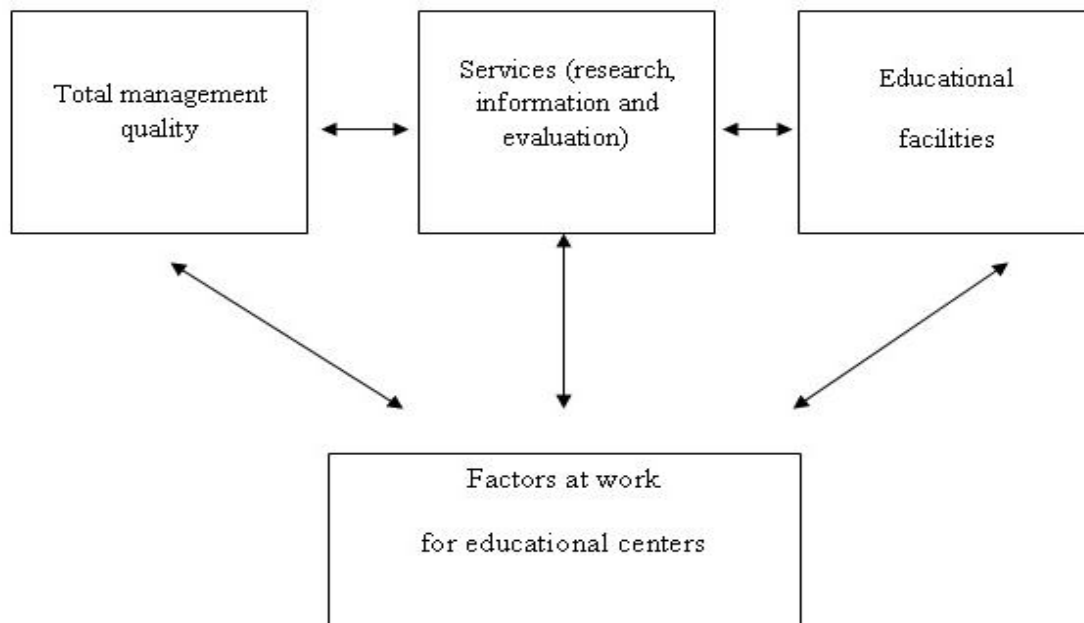 Total management
quality
Services (research,
information and
evaluation)
Educational
facilities
Factors at work
for educational centers